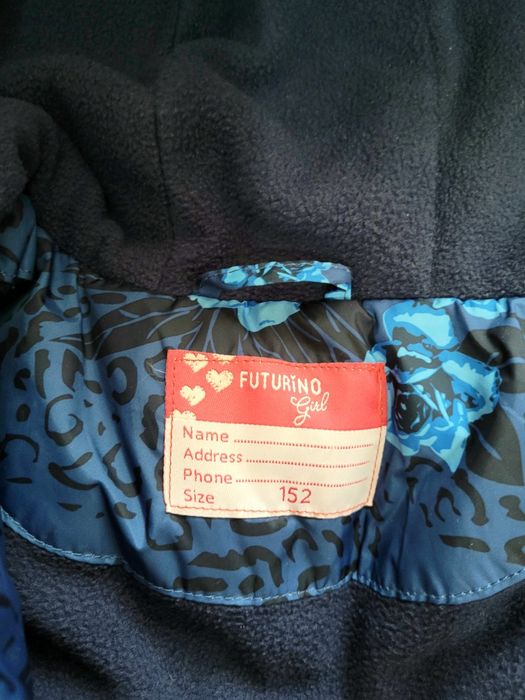 FUTURiNO
Girl
Name
Address
Phone
Size 152